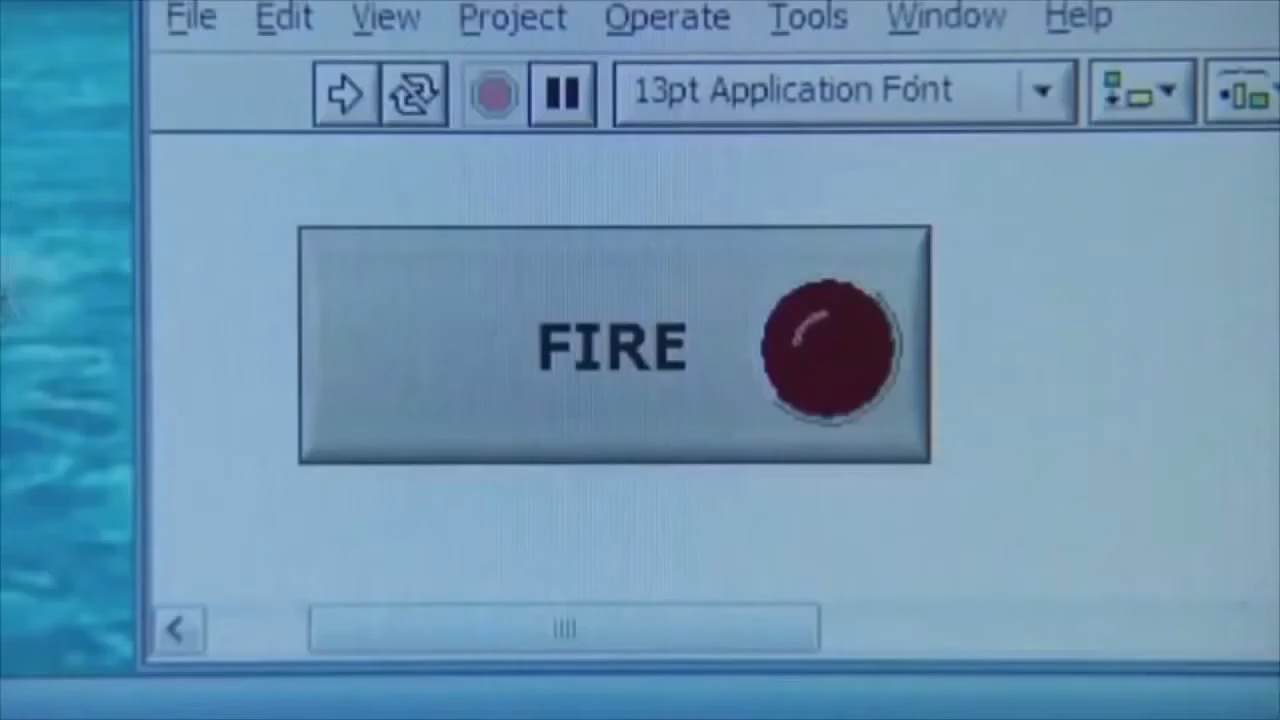 File Edit View Project Operate Tools Window Help
13pt Application Font
FIRE